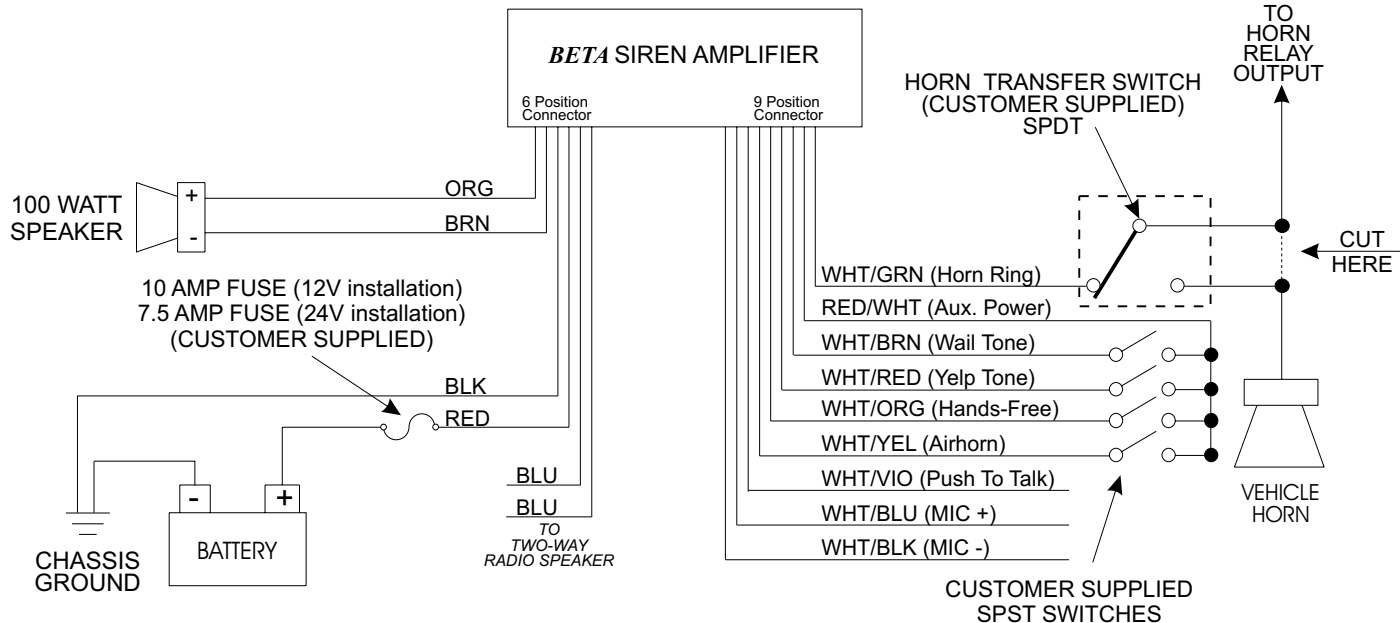 BETA SIREN AMPLIFIER
6 Position
Connector
9 Position
Connector
TO
HORN
RELAY
OUTPUT
HORN TRANSFER SWITCH
(CUSTOMER SUPPLIED)
SPDT
CUT
HERE
100 WATT
SPEAKER
+
-
ORG
BRN
10 AMP FUSE (12V installation)
7.5 AMP FUSE (24V installation)
(CUSTOMER SUPPLIED)
BLK
RED
BLU
BLU
TO
TWO-WAY
RADIO SPEAKER
-
+
BATTERY
CHASSIS
GROUND
WHT/GRN (Horn Ring)
RED/WHT (Aux. Power)
WHT/BRN (Wail Tone)
WHT/RED (Yelp Tone)
WHT/ORG (Hands-Free)
WHT/YEL (Airhorn)
WHT/VIO (Push To Talk)
WHT/BLU (MIC +)
WHT/BLK (MIC -)
VEHICLE
HORN
CUSTOMER SUPPLIED
SPST SWITCHES